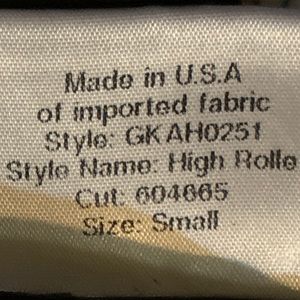 Made in U.S.A
of imported fabric
Style: GKAH0251
Style Name: High Rolle
Cut: 604665
Size: Small